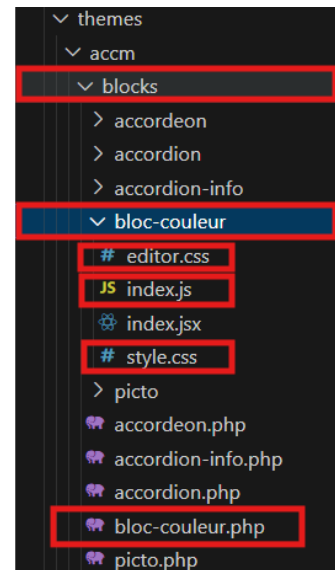 themes
accm
blocks
accordeon
accordion
accordion-info
bloc-couleur
# editor.css
JS index.js
index.jsx
# style.css
picto
accordeon.php
accordion-info.php
accordion.php
bloc-couleur.php
picto.php